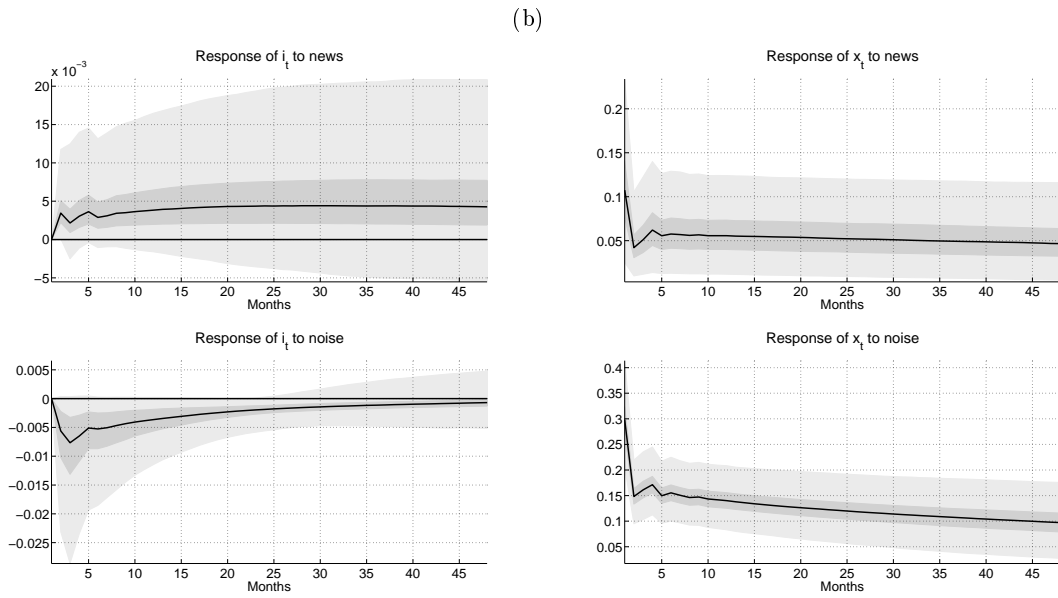 (b)
Response of i_t to news
x 10^−3
20
15
10
5
0
−5
5 10 15 20 25 30 35 40 45
Months
Response of x_t to news
0.2
0.15
0.1
0.05
5 10 15 20 25 30 35 40 45
Months
Response of i_t to noise
0.005
0
−0.005
−0.01
−0.015
−0.02
−0.025
5 10 15 20 25 30 35 40 45
Months
Response of x_t to noise
0.4
0.35
0.3
0.25
0.2
0.15
0.1
0.05
5 10 15 20 25 30 35 40 45
Months